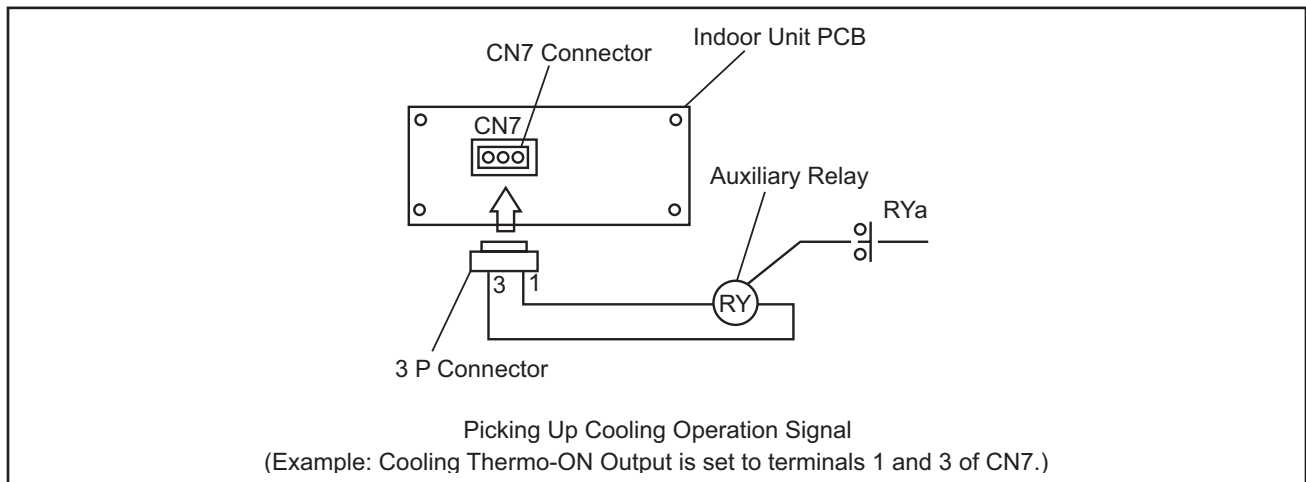 Indoor Unit PCB
CN7 Connector
CN7
Auxiliary Relay
RYa
3 1
RY
3 P Connector
Picking Up Cooling Operation Signal
(Example: Cooling Thermo-ON Output is set to terminals 1 and 3 of CN7.)